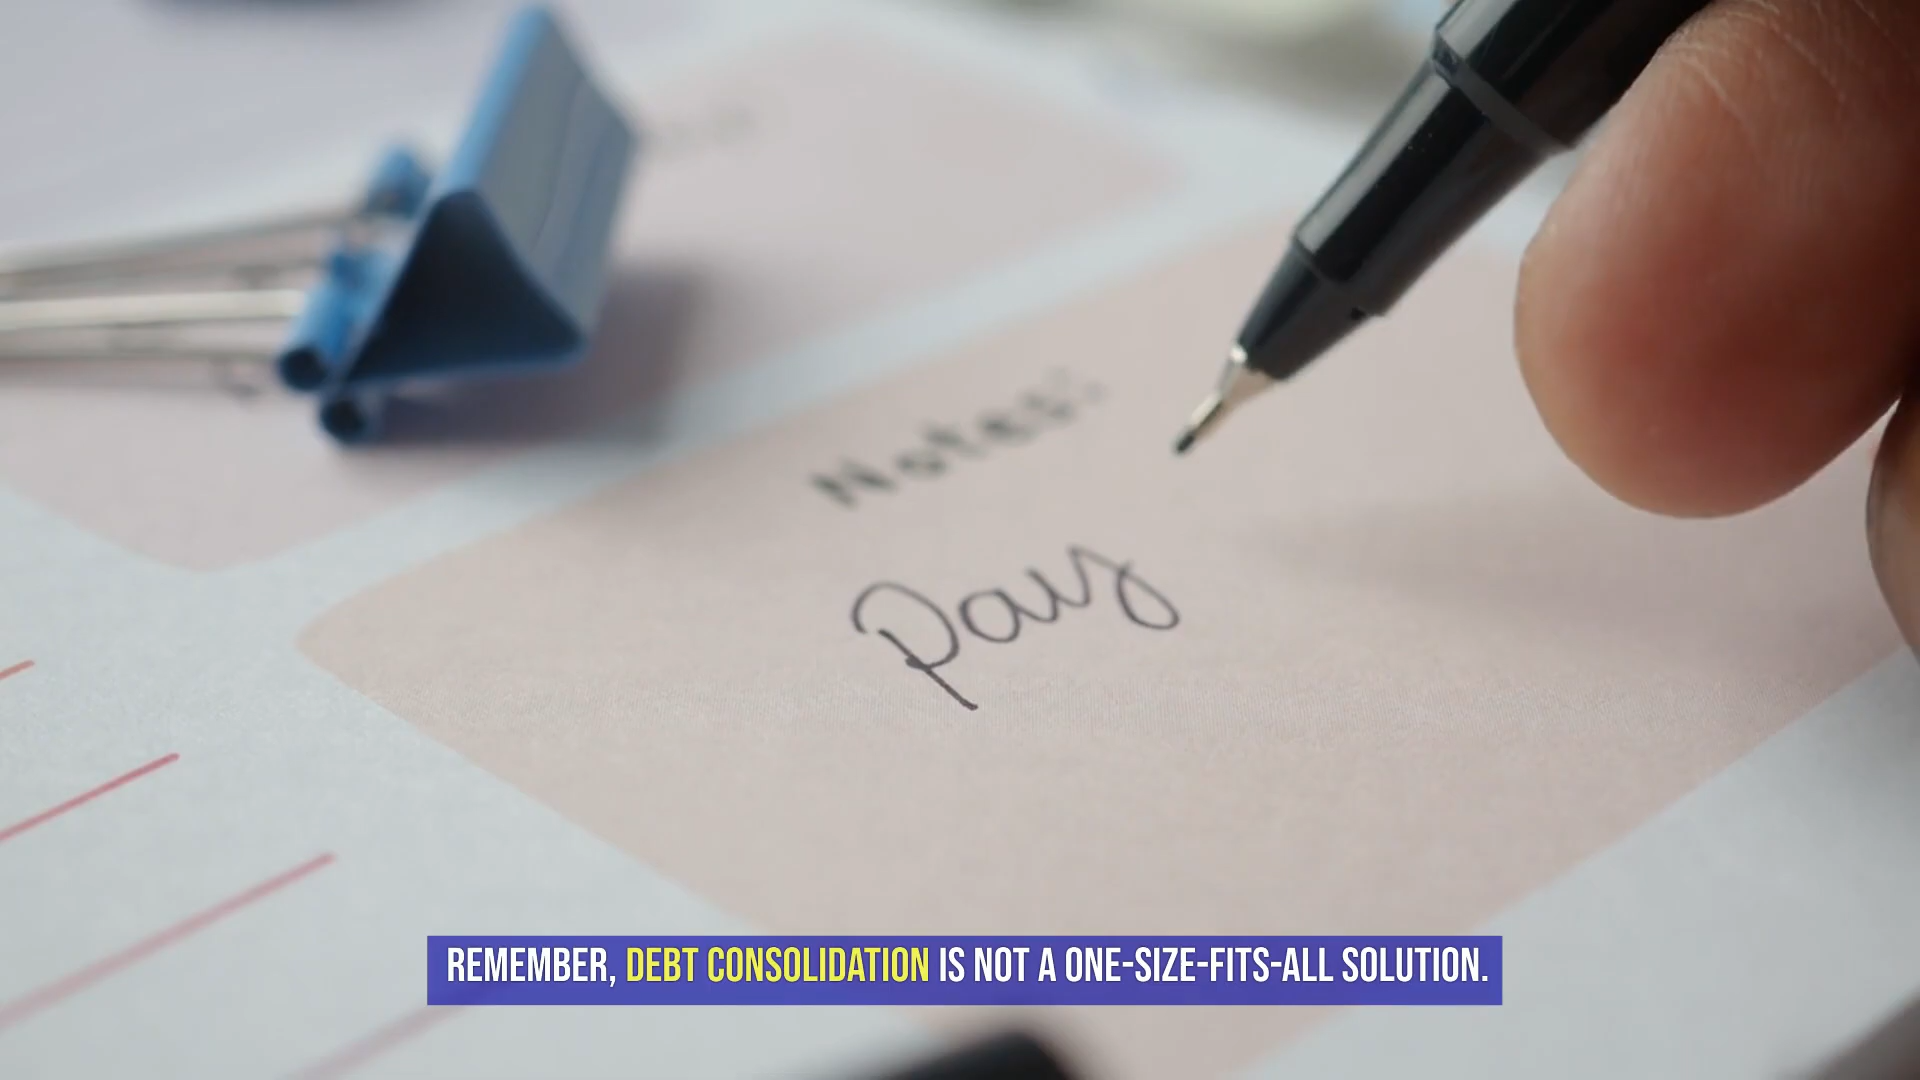 Notes:
Pay
REMEMBER, DEBT CONSOLIDATION IS NOT A ONE-SIZE-FITS-ALL SOLUTION.